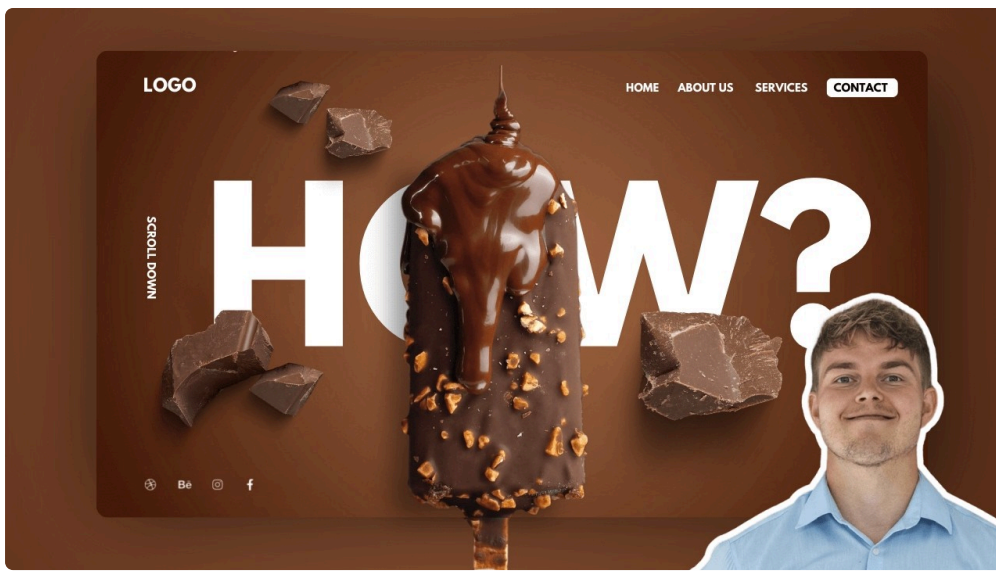 LOGO
HOME ABOUT US SERVICES CONTACT
HOW?
SCROLL DOWN
Bē